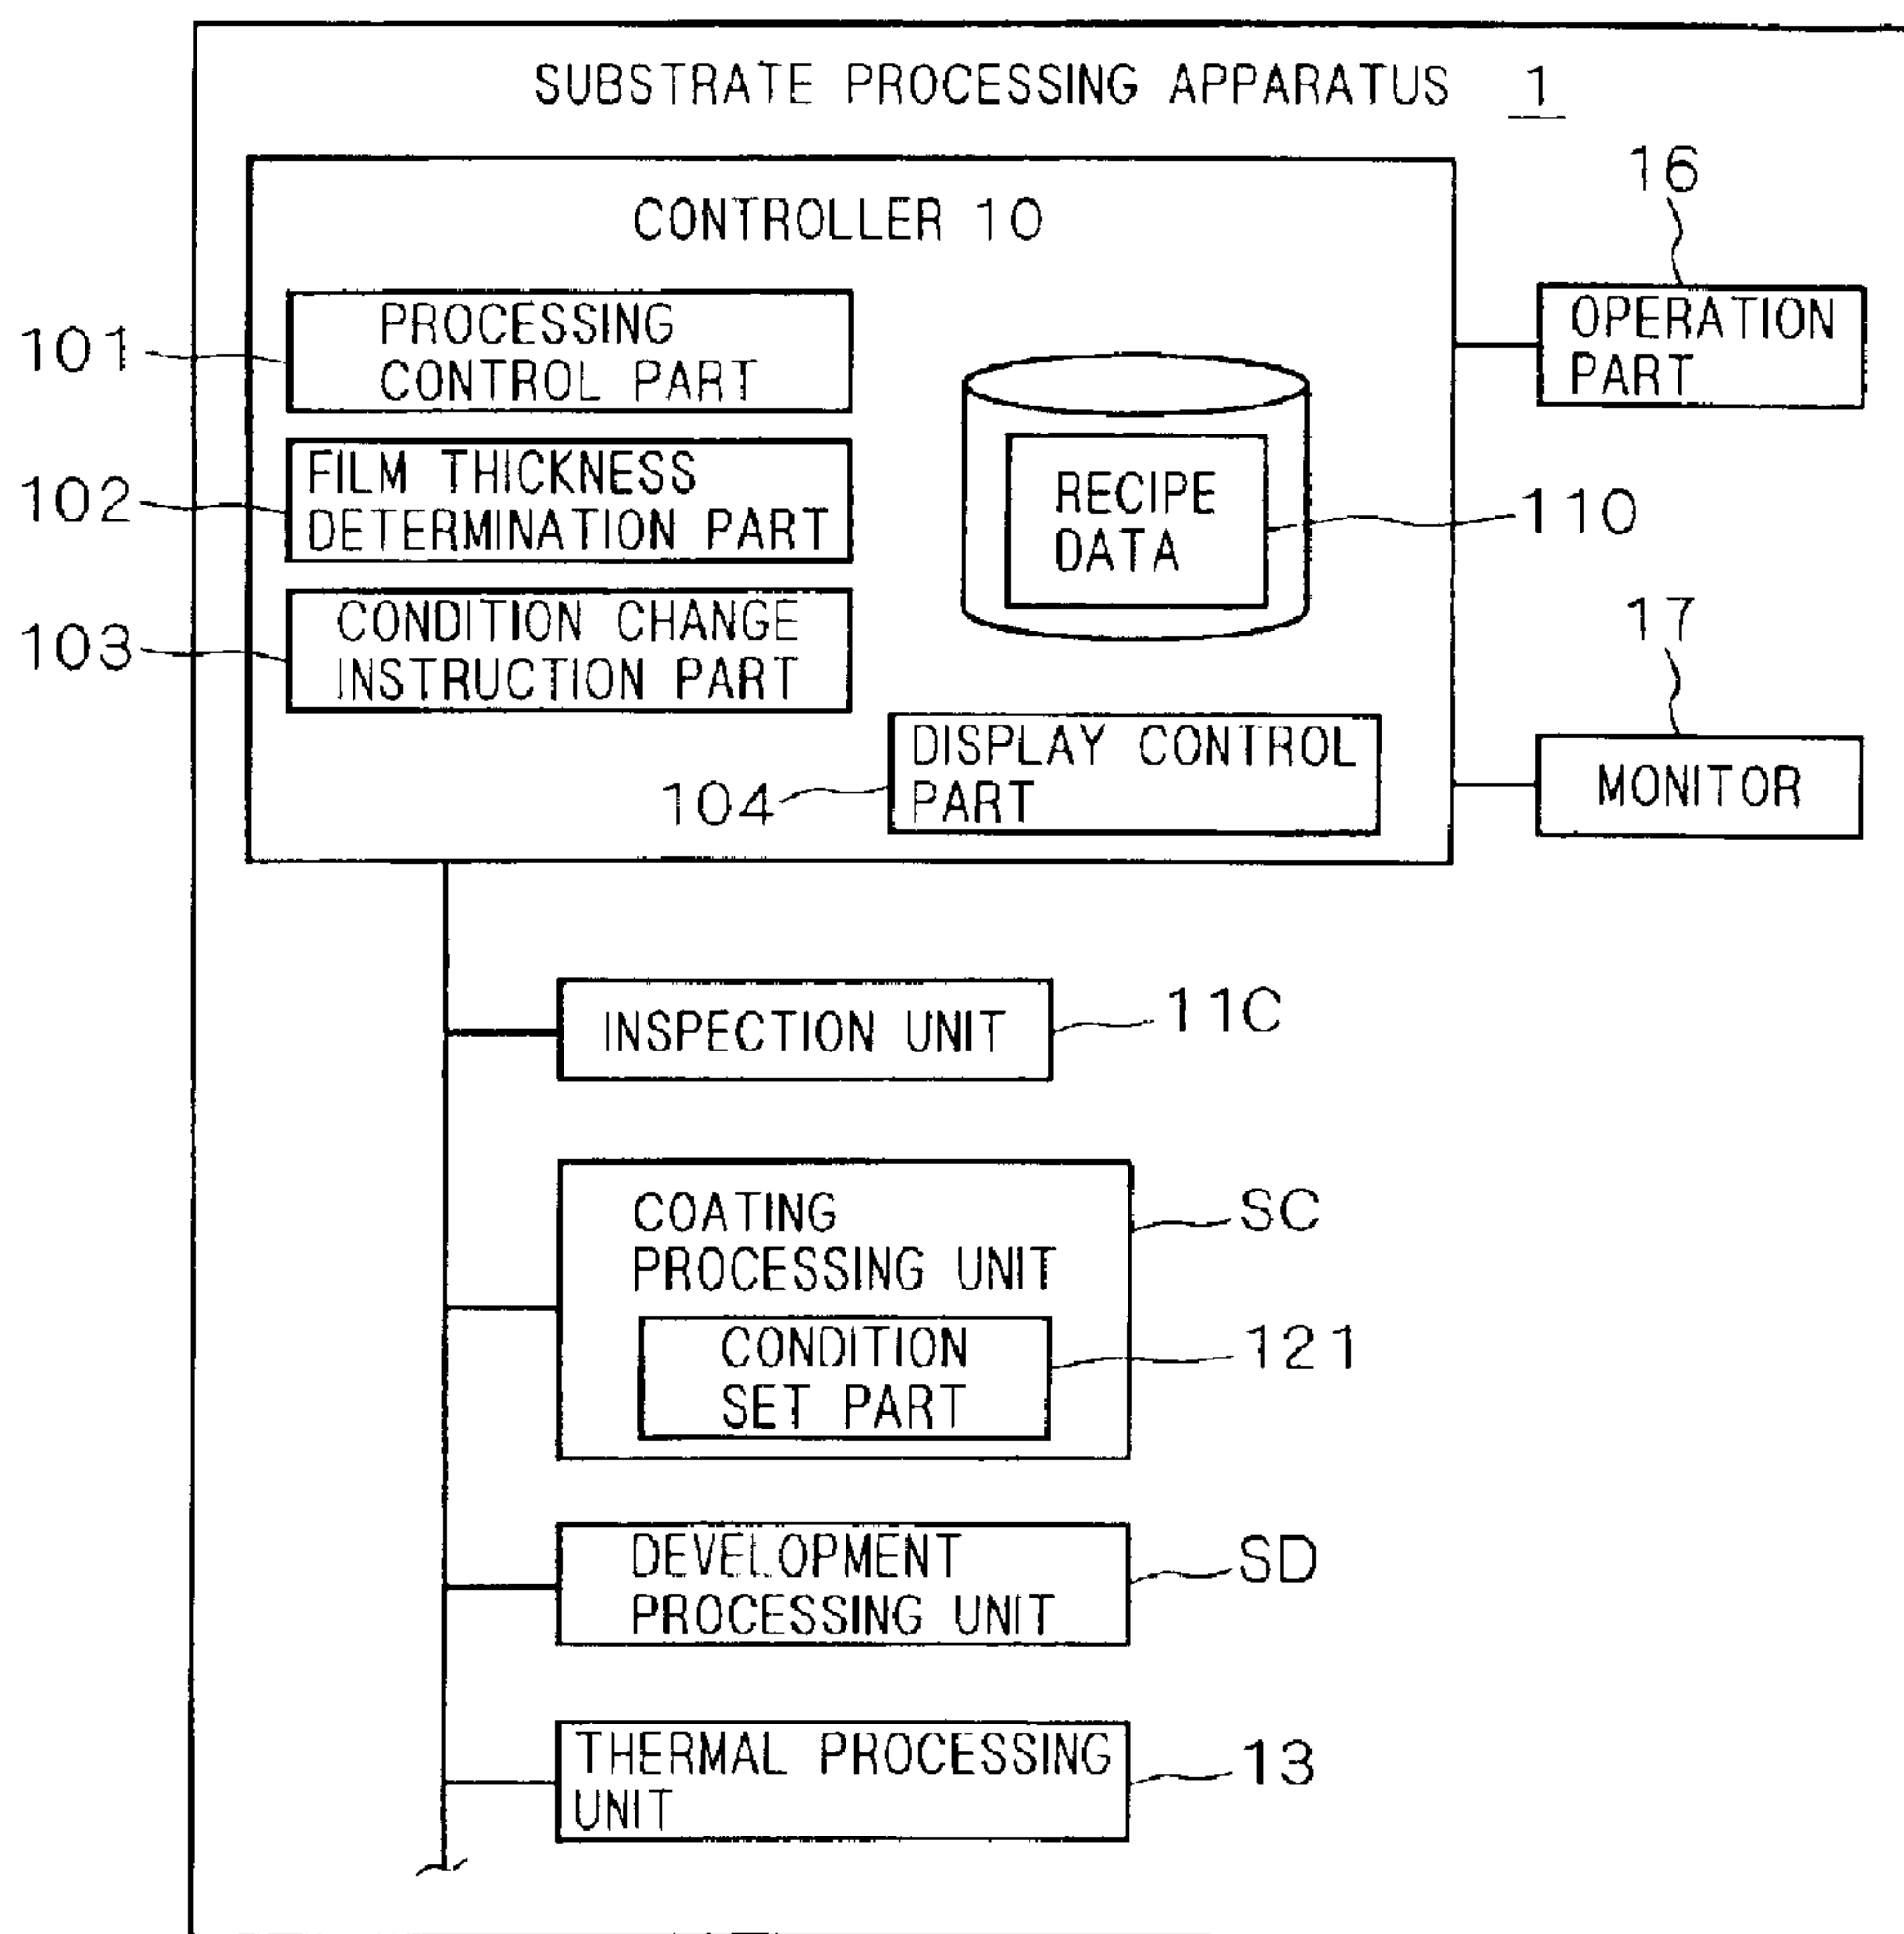 SUBSTRATE PROCESSING APPARATUS 1
CONTROLLER 10
16
OPERATION
PART
101
PROCESSING
CONTROL PART
102
FILM THICKNESS
DETERMINATION PART
RECIPE
DATA
110
103
CONDITION CHANGE
INSTRUCTION PART
17
MONITOR
104
DISPLAY CONTROL
PART
INSPECTION UNIT
11C
COATING
PROCESSING UNIT
SC
CONDITION
SET PART
121
DEVELOPMENT
PROCESSING UNIT
SD
THERMAL PROCESSING
UNIT
13